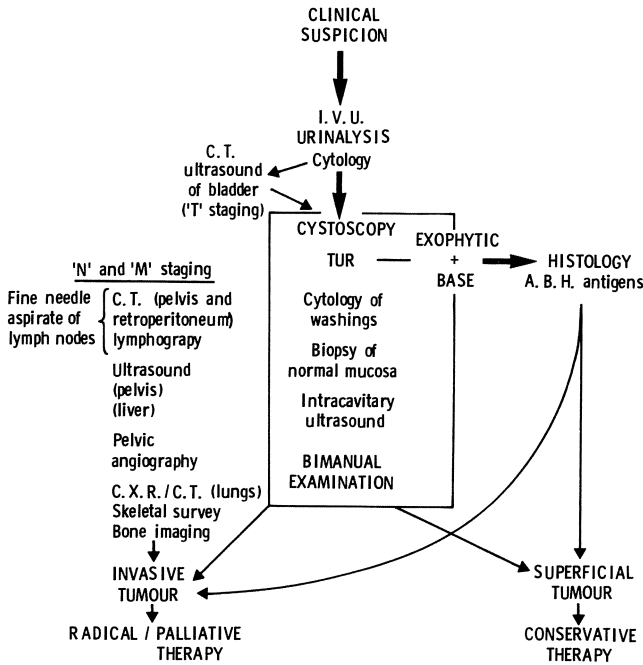 CLINICAL
SUSPICION
I. V. U.
URINALYSIS
Cytology
C. T.
ultrasound
of bladder
('T' staging)
CYSTOSCOPY
TUR
EXOPHYTIC
+
BASE
HISTOLOGY
A. B. H. antigens
Cytology of
washings
Biopsy of
normal mucosa
Intracavitary
ultrasound
BIMANUAL
EXAMINATION
'N' and 'M' staging
Fine needle
aspirate of
lymph nodes
C. T. (pelvis and
retroperitoneum)
lymphograpy
Ultrasound
(pelvis)
(liver)
Pelvic
angiography
C. X. R. / C. T. (lungs)
Skeletal survey
Bone imaging
INVASIVE
TUMOUR
RADICAL / PALLIATIVE
THERAPY
SUPERFICIAL
TUMOUR
CONSERVATIVE
THERAPY